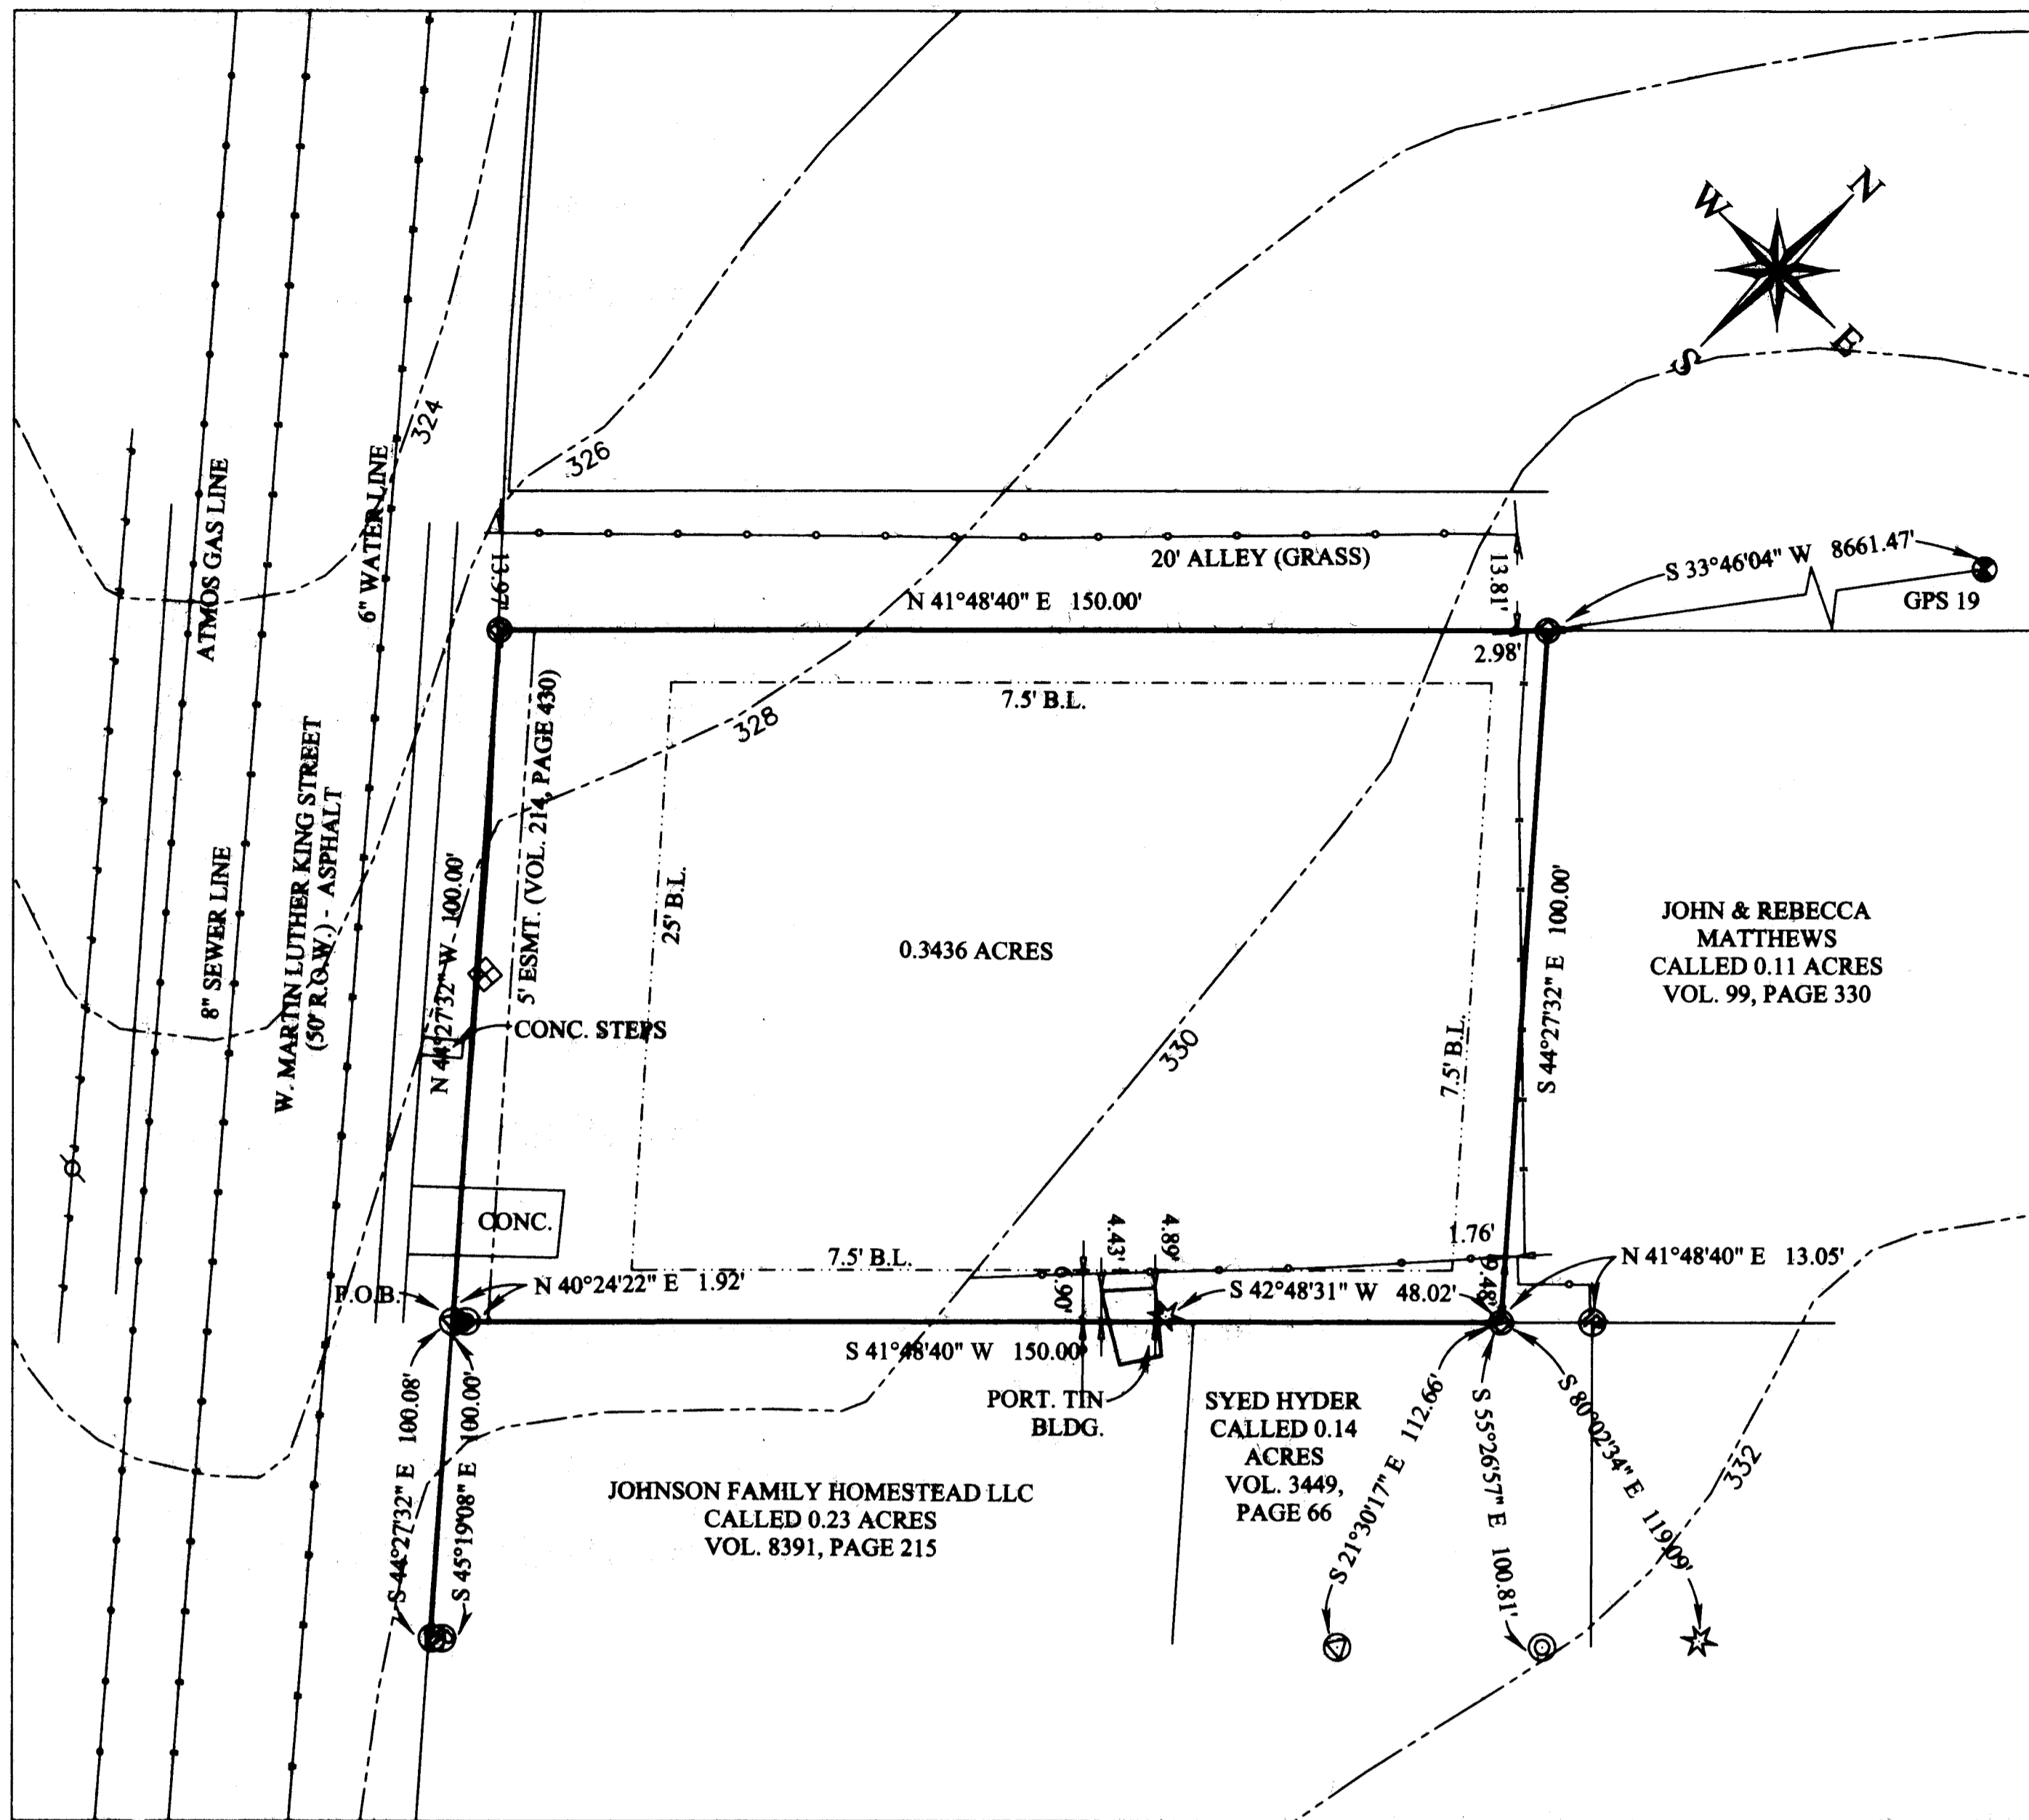 N
W
E
S
324
326
ATMOS GAS LINE
6" WATER LINE
20' ALLEY (GRASS)
13.97'
13.81'
S 33°46'04" W 8661.47'
GPS 19
N 41°48'40" E 150.00'
2.98'
7.5' B.L.
328
5' ESMT. (VOL. 214, PAGE 430)
25' B.L.
8" SEWER LINE
W. MARTIN LUTHER KING STREET
(50' R.O.W.) - ASPHALT
N 44°27'32" W 100.00'
0.3436 ACRES
S 44°27'32" E 100.00'
JOHN & REBECCA
MATTHEWS
CALLED 0.11 ACRES
VOL. 99, PAGE 330
CONC. STEPS
330
7.5' B.L.
CONC.
7.5' B.L.
4.43'
4.89'
1.76'
9.48'
N 41°48'40" E 13.05'
P.O.B.
N 40°24'22" E 1.92'
S 42°48'31" W 48.02'
S 41°48'40" W 150.00'
PORT. TIN
BLDG.
SYED HYDER
CALLED 0.14
ACRES
VOL. 3449,
PAGE 66
S 44°27'32" E 100.08'
S 45°19'08" E 100.00'
JOHNSON FAMILY HOMESTEAD LLC
CALLED 0.23 ACRES
VOL. 8391, PAGE 215
S 21°30'17" E 112.66'
S 55°26'57" E 100.81'
S 80°02'34" E 119.09'
332